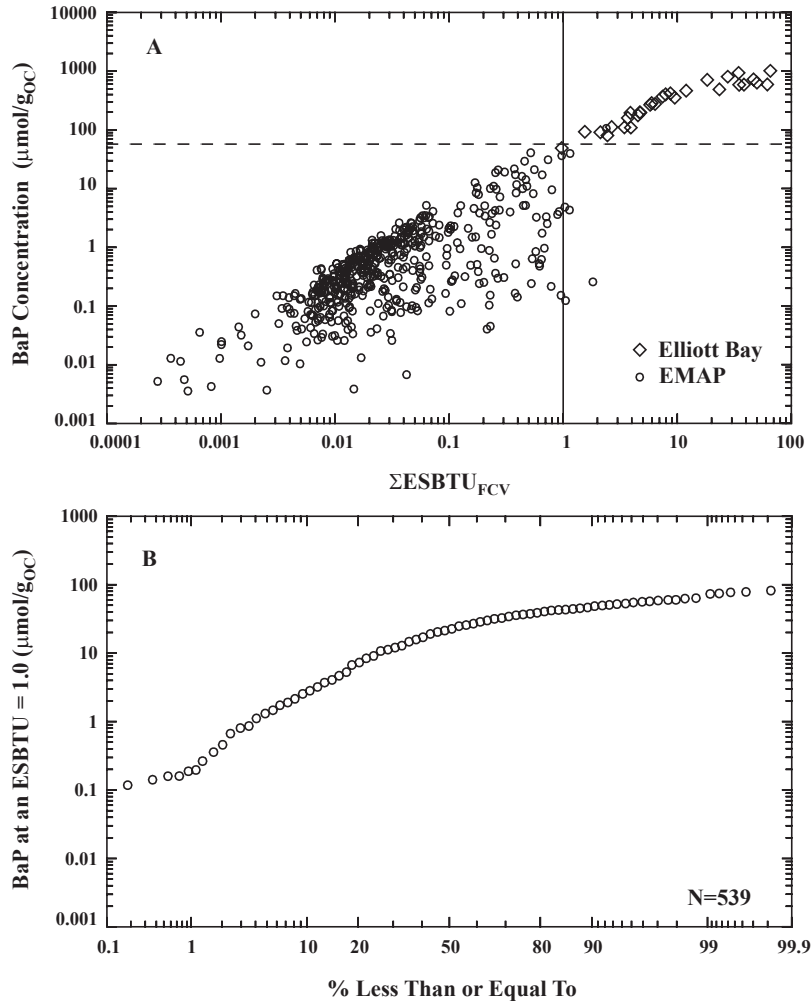 A
10000
1000
100
10
1
0.1
0.01
0.001
BaP Concentration (μmol/gOC)
Elliott Bay
EMAP
0.0001 0.001 0.01 0.1 1 10 100
ΣESBTUFCV
B
1000
100
10
1
0.1
0.01
0.001
BaP at an ESBTU = 1.0 (μmol/gOC)
N=539
0.1 1 10 20 50 80 90 99 99.9
% Less Than or Equal To